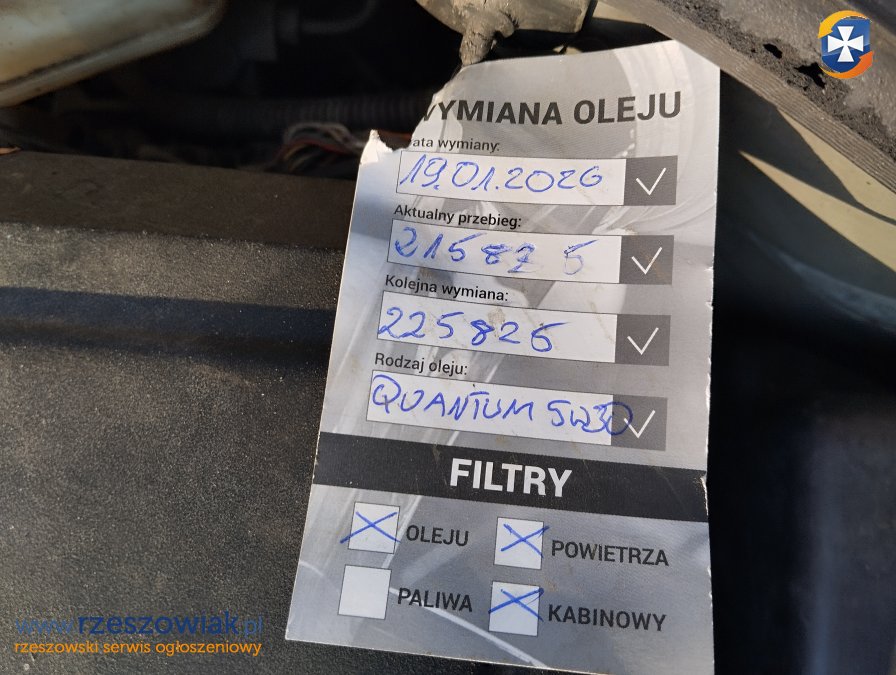 WYMIANA OLEJU
ata wymiany:
19.01.2026
Aktualny przebieg:
215825
Kolejna wymiana:
225826
Rodzaj oleju:
QUANTUM 5W30
FILTRY
OLEJU
POWIETRZA
PALIWA
KABINOWY
www.rzeszowiak.pl
rzeszowski serwis ogłoszeniowy